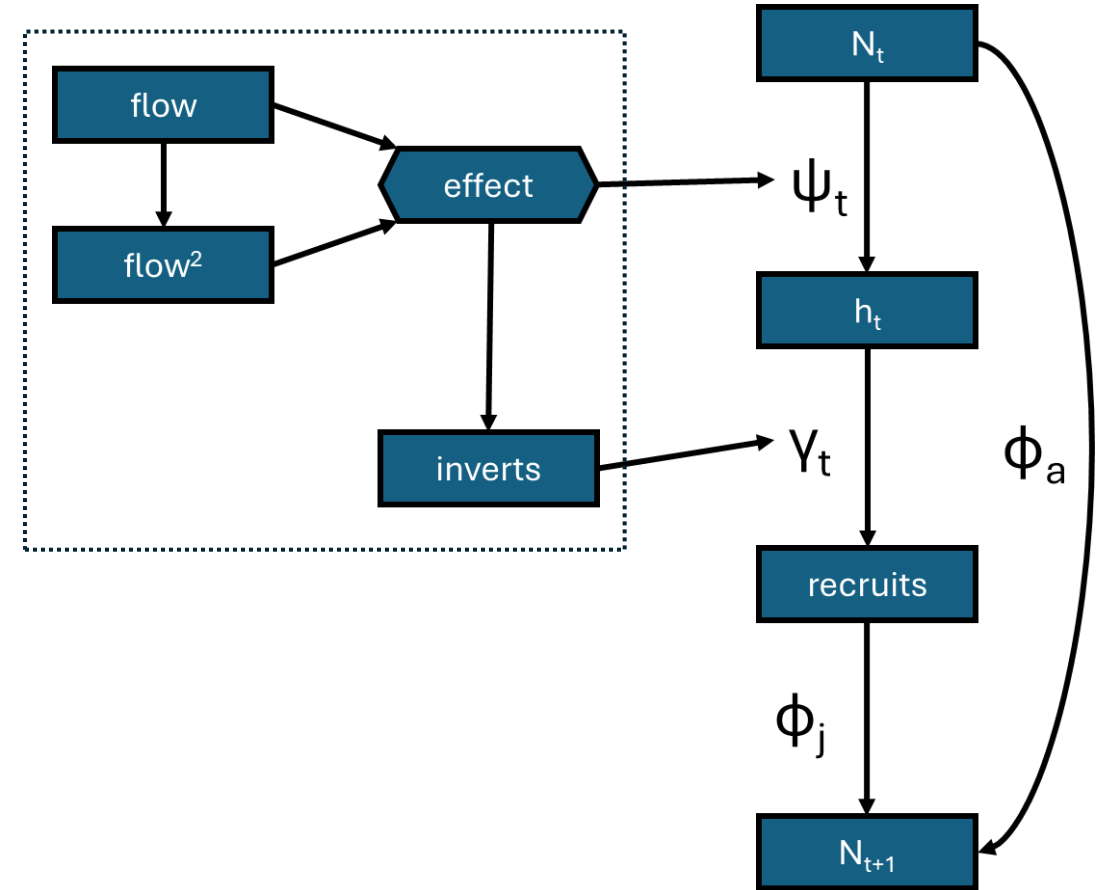 flow
flow²
effect
inverts
Nₜ
ψₜ
hₜ
γₜ
recruits
ϕₐ
ϕⱼ
Nₜ₊₁